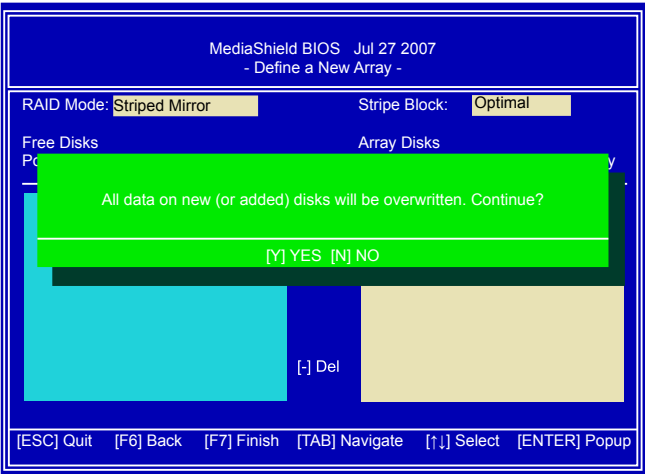 MediaShield BIOS Jul 27 2007
- Define a New Array -
RAID Mode: Striped Mirror Stripe Block: Optimal
Free Disks Array Disks
All data on new (or added) disks will be overwritten. Continue?
[Y] YES [N] NO
[-] Del
[ESC] Quit [F6] Back [F7] Finish [TAB] Navigate [↑↓] Select [ENTER] Popup